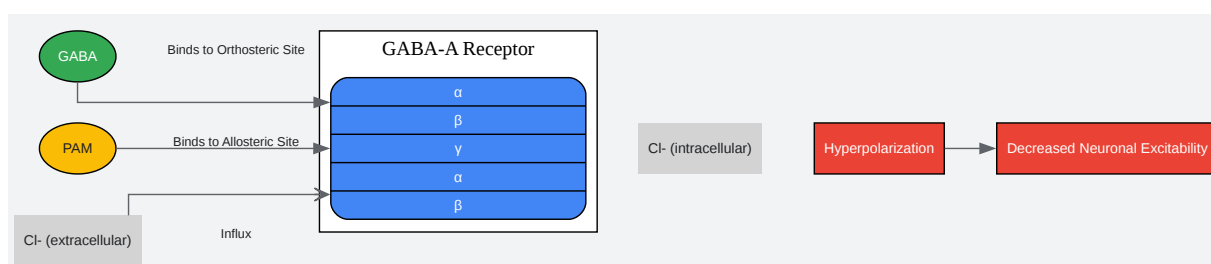 GABA
Binds to Orthosteric Site
GABA-A Receptor
α
β
γ
α
β
PAM
Binds to Allosteric Site
Cl- (extracellular)
Influx
Cl- (intracellular)
Hyperpolarization
Decreased Neuronal Excitability